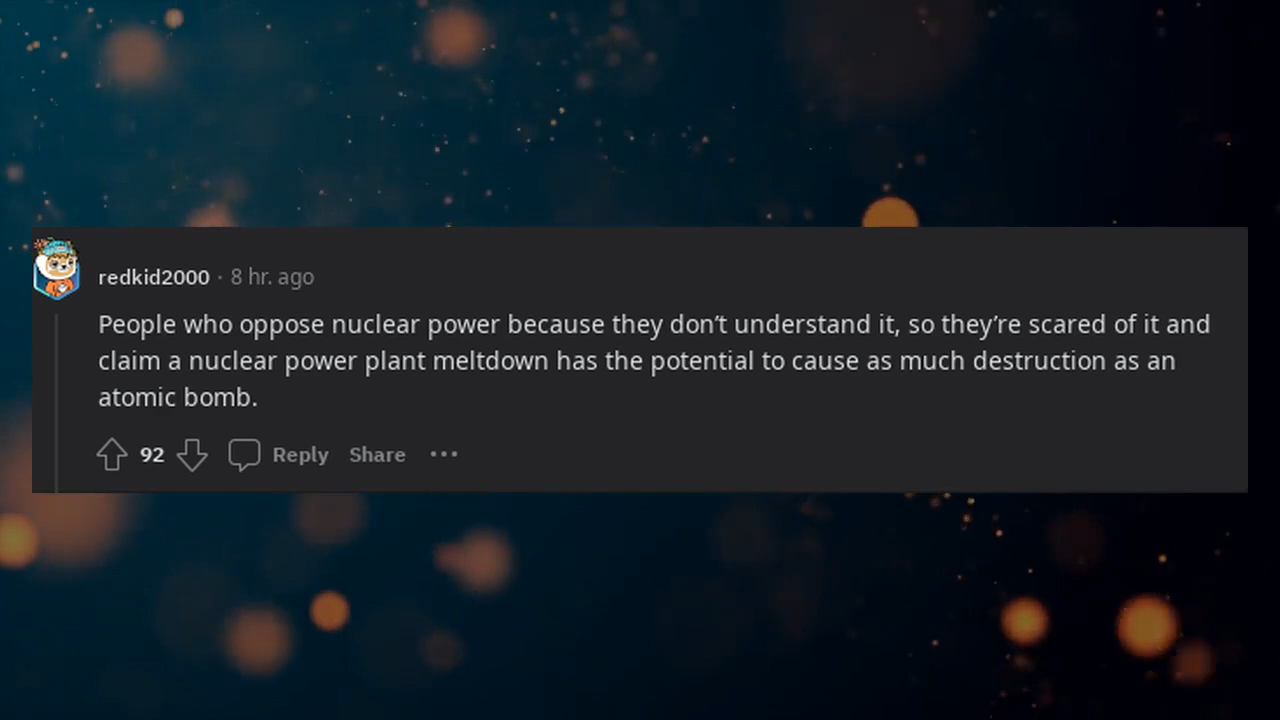 redkid2000 · 8 hr. ago
People who oppose nuclear power because they don’t understand it, so they’re scared of it and
claim a nuclear power plant meltdown has the potential to cause as much destruction as an
atomic bomb.
92 Reply Share ···